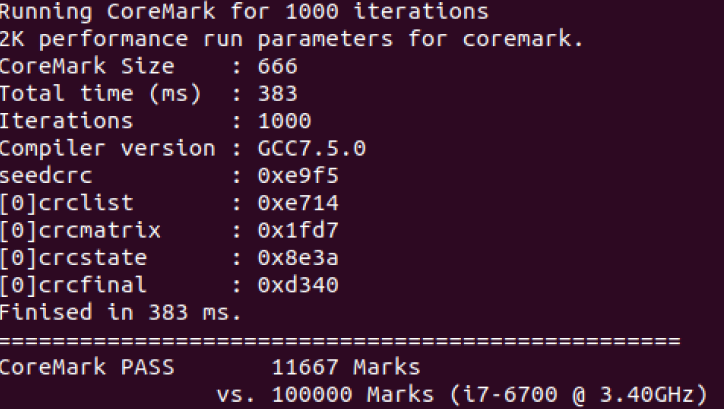 Running CoreMark for 1000 iterations
2K performance run parameters for coremark.
CoreMark Size    : 666
Total time (ms)  : 383
Iterations       : 1000
Compiler version : GCC7.5.0
seedcrc          : 0xe9f5
[0]crclist       : 0xe714
[0]crcmatrix     : 0x1fd7
[0]crcstate      : 0x8e3a
[0]crcfinal      : 0xd340
Finised in 383 ms.
==================================================
CoreMark PASS       11667 Marks
                vs. 100000 Marks (i7-6700 @ 3.40GHz)